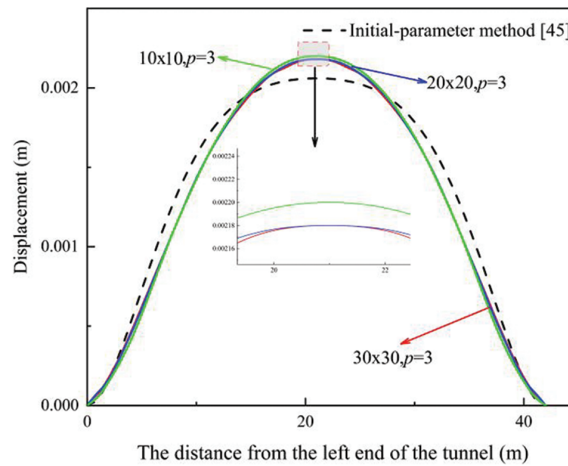 Initial-parameter method [45]
10x10,p=3
20x20,p=3
0.002
0.00224
0.00222
0.00220
0.00218
0.00216
20
22
0.001
30x30,p=3
0.000
0
10
20
30
40
Displacement (m)
The distance from the left end of the tunnel (m)